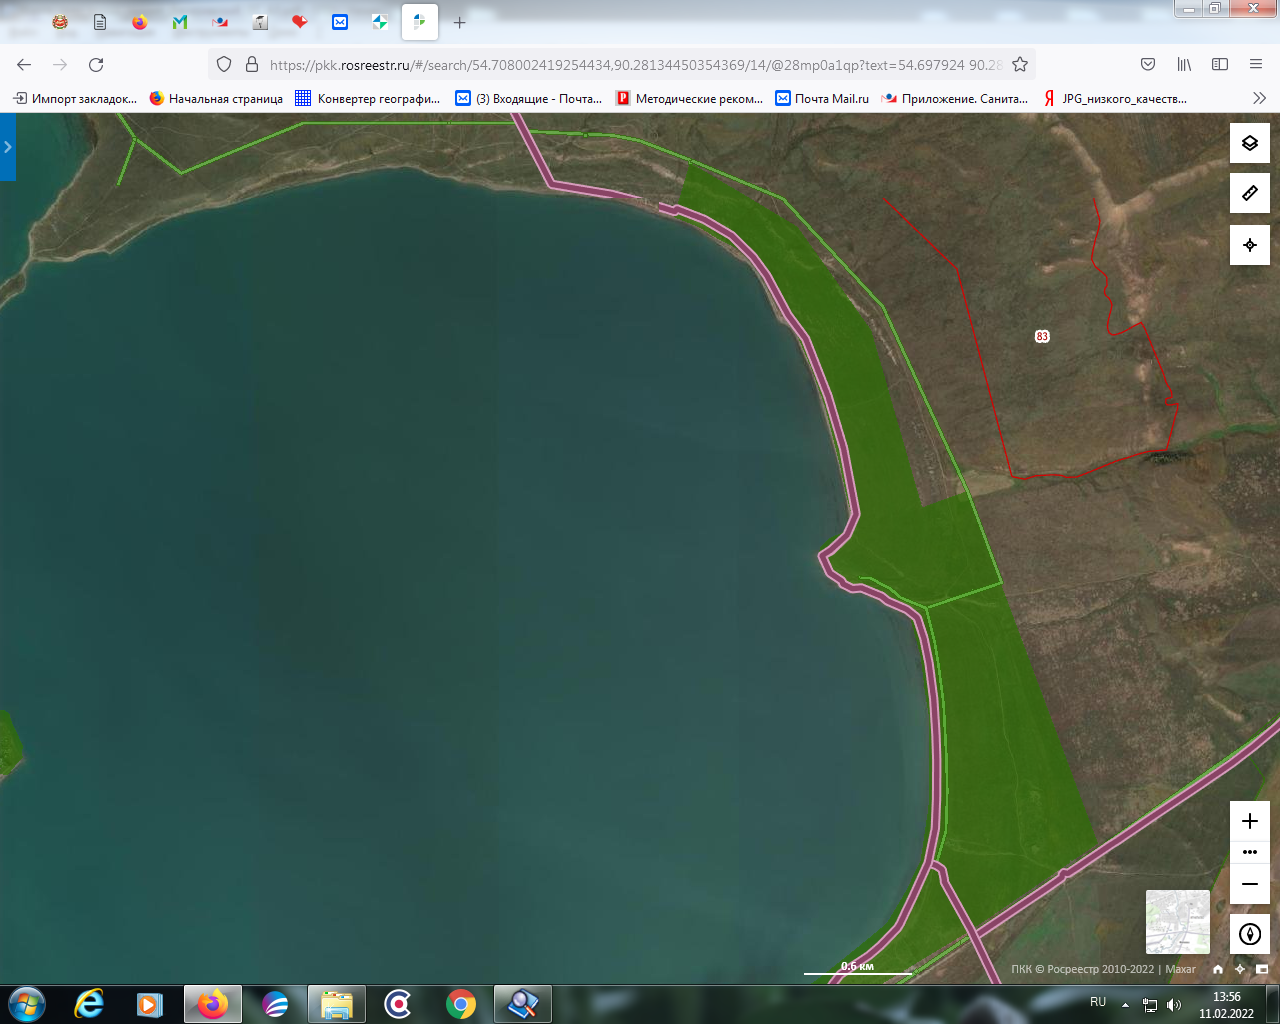 https://pkk.rosreestr.ru/#/search/54.708002419254434,90.28134450354369/14/@28mp0a1qp?text=54.697924 90.28
Импорт закладок...
Начальная страница
Конвертер географи...
(3) Входящие - Почта...
Методические реком...
Почта Mail.ru
Приложение. Санита...
JPG_низкого_качеств...
83
0.6 км
ПКК © Росреестр 2010-2022 | Maxar
RU
13:56
11.02.2022